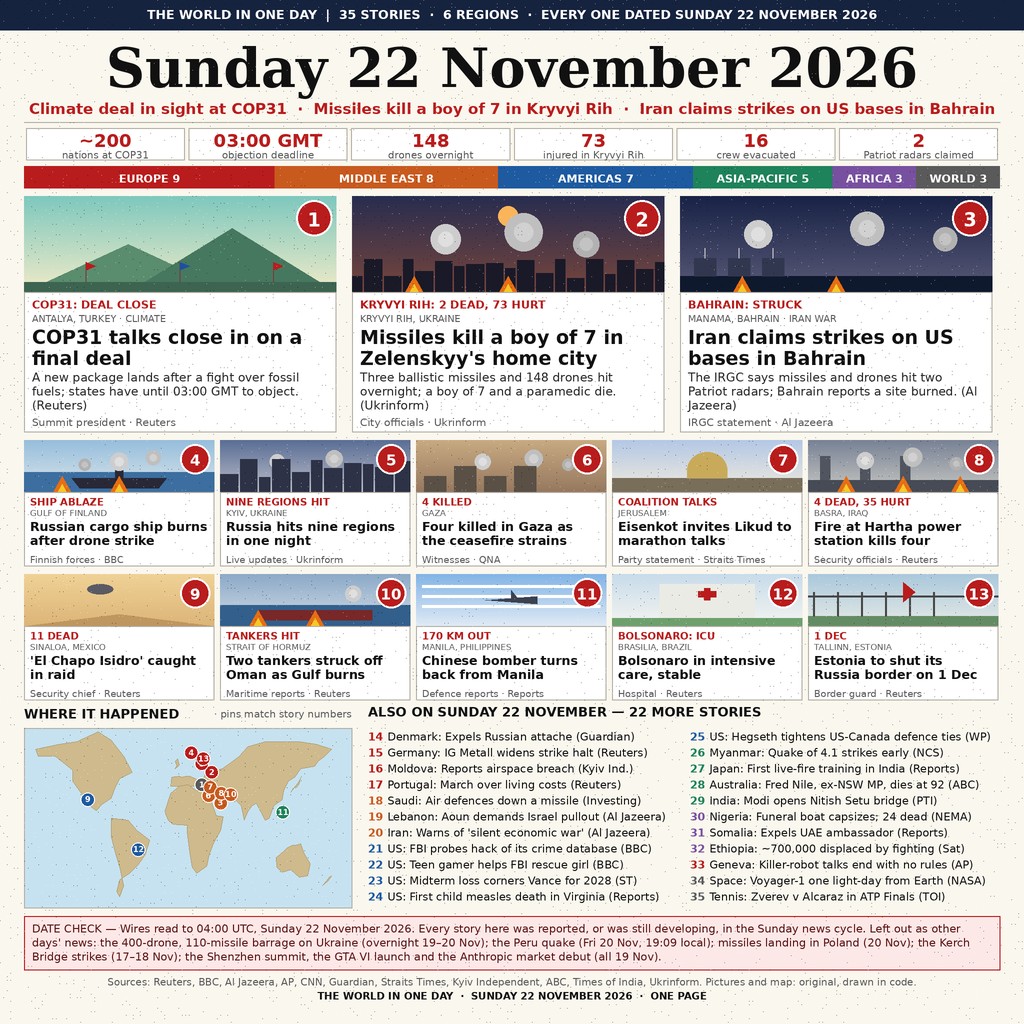 THE WORLD IN ONE DAY | 35 STORIES · 6 REGIONS · EVERY ONE DATED SUNDAY 22 NOVEMBER 2026
Sunday 22 November 2026
Climate deal in sight at COP31 · Missiles kill a boy of 7 in Kryvyi Rih · Iran claims strikes on US bases in Bahrain
~200
nations at COP31
03:00 GMT
objection deadline
148
drones overnight
73
injured in Kryvyi Rih
16
crew evacuated
2
Patriot radars claimed
EUROPE 9
MIDDLE EAST 8
AMERICAS 7
ASIA-PACIFIC 5
AFRICA 3
WORLD 3
1
COP31: DEAL CLOSE
ANTALYA, TURKEY · CLIMATE
COP31 talks close in on a
final deal
A new package lands after a fight over fossil
fuels; states have until 03:00 GMT to object.
(Reuters)
Summit president · Reuters
2
KRYVYI RIH: 2 DEAD, 73 HURT
KRYVYI RIH, UKRAINE
Missiles kill a boy of 7 in
Zelenskyy's home city
Three ballistic missiles and 148 drones hit
overnight; a boy of 7 and a paramedic die.
(Ukrinform)
City officials · Ukrinform
3
BAHRAIN: STRUCK
MANAMA, BAHRAIN · IRAN WAR
Iran claims strikes on US
bases in Bahrain
The IRGC says missiles and drones hit two
Patriot radars; Bahrain reports a site burned. (Al
Jazeera)
IRGC statement · Al Jazeera
4
SHIP ABLAZE
GULF OF FINLAND
Russian cargo ship burns
after drone strike
Finnish forces · BBC
5
NINE REGIONS HIT
KYIV, UKRAINE
Russia hits nine regions
in one night
Live updates · Ukrinform
6
4 KILLED
GAZA
Four killed in Gaza as
the ceasefire strains
Witnesses · QNA
7
COALITION TALKS
JERUSALEM
Eisenkot invites Likud to
marathon talks
Party statement · Straits Times
8
4 DEAD, 35 HURT
BASRA, IRAQ
Fire at Hartha power
station kills four
Security officials · Reuters
9
11 DEAD
SINALOA, MEXICO
'El Chapo Isidro' caught
in raid
Security chief · Reuters
10
TANKERS HIT
STRAIT OF HORMUZ
Two tankers struck off
Oman as Gulf burns
Maritime reports · Reuters
11
170 KM OUT
MANILA, PHILIPPINES
Chinese bomber turns
back from Manila
Defence reports · Reports
12
BOLSONARO: ICU
BRASILIA, BRAZIL
Bolsonaro in intensive
care, stable
Hospital · Reuters
13
1 DEC
TALLINN, ESTONIA
Estonia to shut its
Russia border on 1 Dec
Border guard · Reuters
WHERE IT HAPPENED
pins match story numbers
4
13
2
1
7
6
8
10
3
9
11
12
ALSO ON SUNDAY 22 NOVEMBER — 22 MORE STORIES
14 Denmark: Expels Russian attache (Guardian)
15 Germany: IG Metall widens strike halt (Reuters)
16 Moldova: Reports airspace breach (Kyiv Ind.)
17 Portugal: March over living costs (Reuters)
18 Saudi: Air defences down a missile (Investing)
19 Lebanon: Aoun demands Israel pullout (Al Jazeera)
20 Iran: Warns of 'silent economic war' (Al Jazeera)
21 US: FBI probes hack of its crime database (BBC)
22 US: Teen gamer helps FBI rescue girl (BBC)
23 US: Midterm loss corners Vance for 2028 (ST)
24 US: First child measles death in Virginia (Reuters)
25 US: Hegseth tightens US-Canada defence ties (WP)
26 Myanmar: Quake of 4.1 strikes early (NCS)
27 Japan: First live-fire training in India (Reports)
28 Australia: Fred Nile, ex-NSW MP, dies at 92 (ABC)
29 India: Modi opens Nitish Setu bridge (PTI)
30 Nigeria: Funeral boat capsizes; 24 dead (NEMA)
31 Somalia: Expels UAE ambassador (Reports)
32 Ethiopia: ~700,000 displaced by fighting (Sat)
33 Geneva: Killer-robot talks end with no rules (AP)
34 Space: Voyager-1 one light-day from Earth (NASA)
35 Tennis: Zverev v Alcaraz in ATP Finals (TOI)
DATE CHECK — Wires read to 04:00 UTC, Sunday 22 November 2026. Every story here was reported, or was still developing, in the Sunday news cycle. Left out as other
days' news: the 400-drone, 110-missile barrage on Ukraine (overnight 19–20 Nov); the Peru quake (Fri 20 Nov, 19:09 local); missiles landing in Poland (20 Nov); the Kerch
Bridge strikes (17–18 Nov); the Shenzhen summit, the GTA VI launch and the Anthropic market debut (all 19 Nov).
Sources: Reuters, BBC, Al Jazeera, AP, CNN, Guardian, Straits Times, Kyiv Independent, ABC, Times of India, Ukrinform. Pictures and map: original, drawn in code.
THE WORLD IN ONE DAY · SUNDAY 22 NOVEMBER 2026 · ONE PAGE